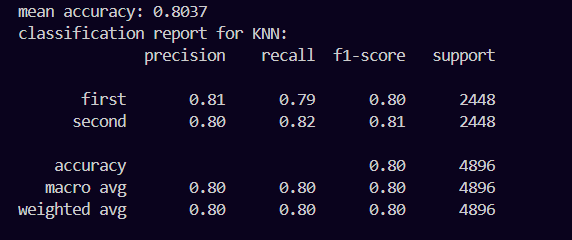 mean accuracy: 0.8037
classification report for KNN:
precision recall f1-score support
first 0.81 0.79 0.80 2448
second 0.80 0.82 0.81 2448
accuracy 0.80 4896
macro avg 0.80 0.80 0.80 4896
weighted avg 0.80 0.80 0.80 4896